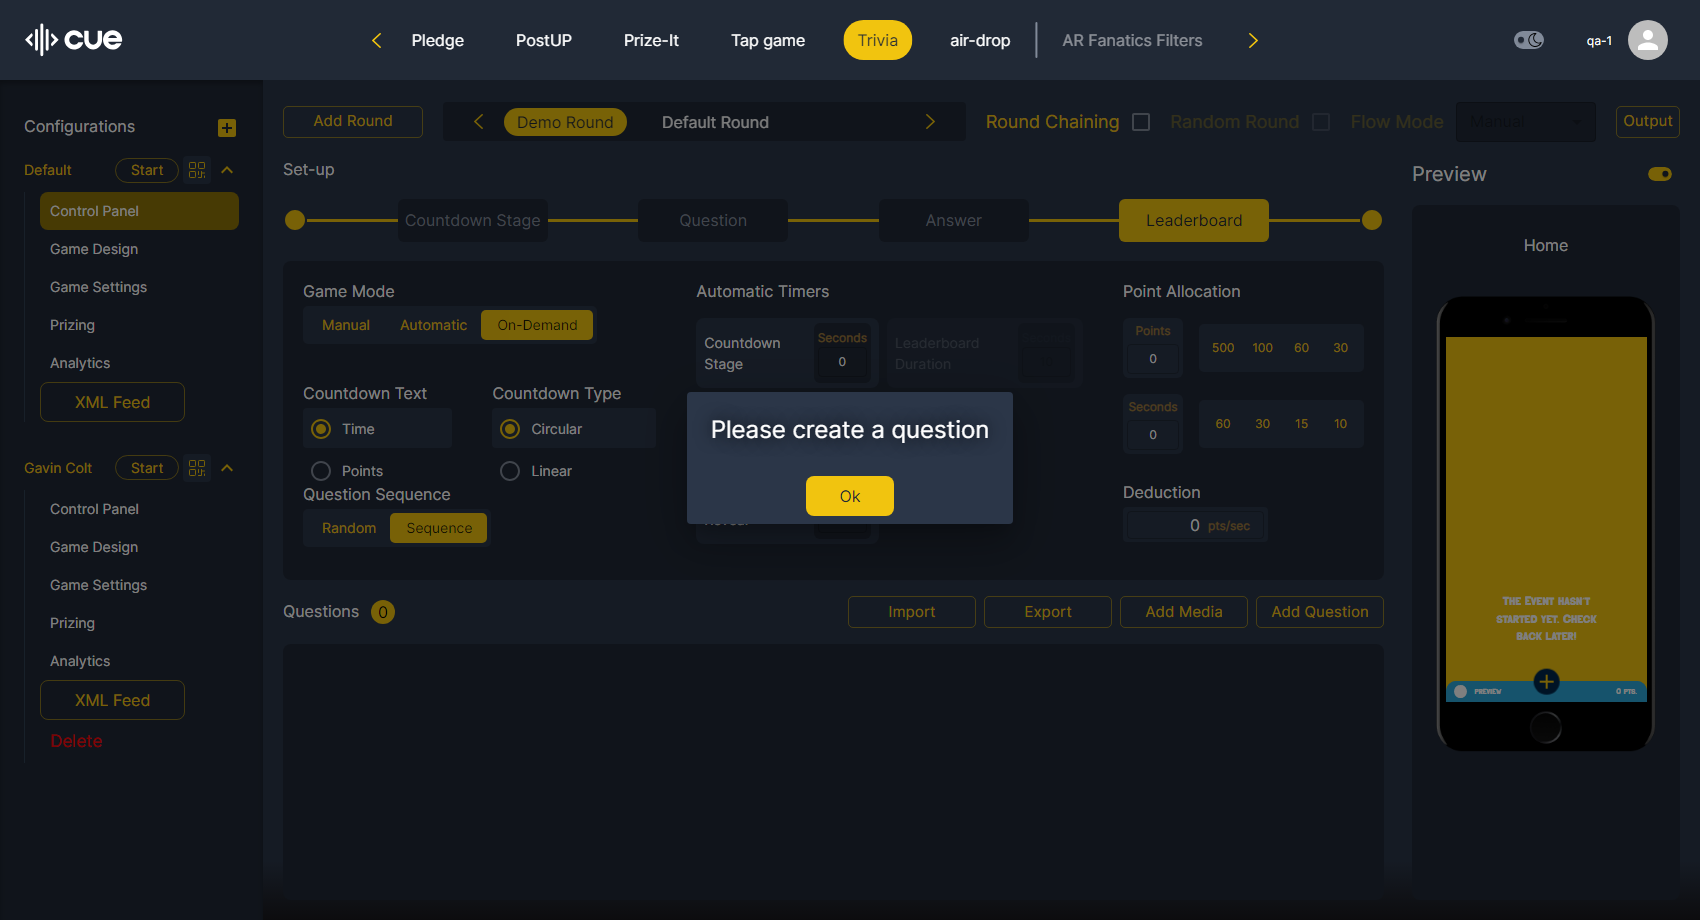 cue
Pledge
PostUP
Prize-It
Tap game
Trivia
air-drop
AR Fanatics Filters
qa-1
Configurations
Default
Start
Control Panel
Game Design
Game Settings
Prizing
Analytics
XML Feed
Gavin Colt
Start
Control Panel
Game Design
Game Settings
Prizing
Analytics
XML Feed
Delete
Add Round
Demo Round
Default Round
Round Chaining
Random Round
Flow Mode
Manual
Output
Set-up
Countdown Stage
Question
Answer
Leaderboard
Game Mode
Manual
Automatic
On-Demand
Countdown Text
Time
Points
Countdown Type
Circular
Linear
Question Sequence
Random
Sequence
Automatic Timers
Countdown
Stage
Seconds
0
Leaderboard
Duration
Point Allocation
Points
0
500 100 60 30
Seconds
0
60 30 15 10
Deduction
0 pts/sec
Please create a question
Ok
Questions 0
Import
Export
Add Media
Add Question
Preview
Home
The Event hasn't
started yet. Check
back later!
PREVIEW
0 PTS.